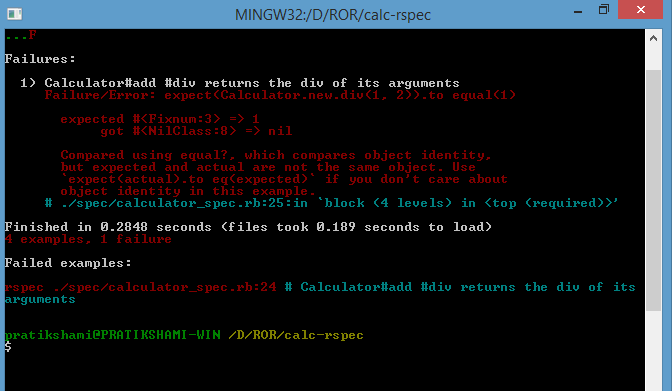 MINGW32:/D/ROR/calc-rspec
...F
Failures:
1) Calculator#add #div returns the div of its arguments
Failure/Error: expect(Calculator.new.div(1, 2)).to equal(1)
expected #<Fixnum:3> => 1
got #<NilClass:8> => nil
Compared using equal?, which compares object identity,
but expected and actual are not the same object. Use
`expect(actual).to eq(expected)` if you don't care about
object identity in this example.
# ./spec/calculator_spec.rb:25:in `block (4 levels) in <top (required)>'
Finished in 0.2848 seconds (files took 0.189 seconds to load)
4 examples, 1 failure
Failed examples:
rspec ./spec/calculator_spec.rb:24 # Calculator#add #div returns the div of its
arguments
pratikshami@PRATIKSHAMI-WIN /D/ROR/calc-rspec
$